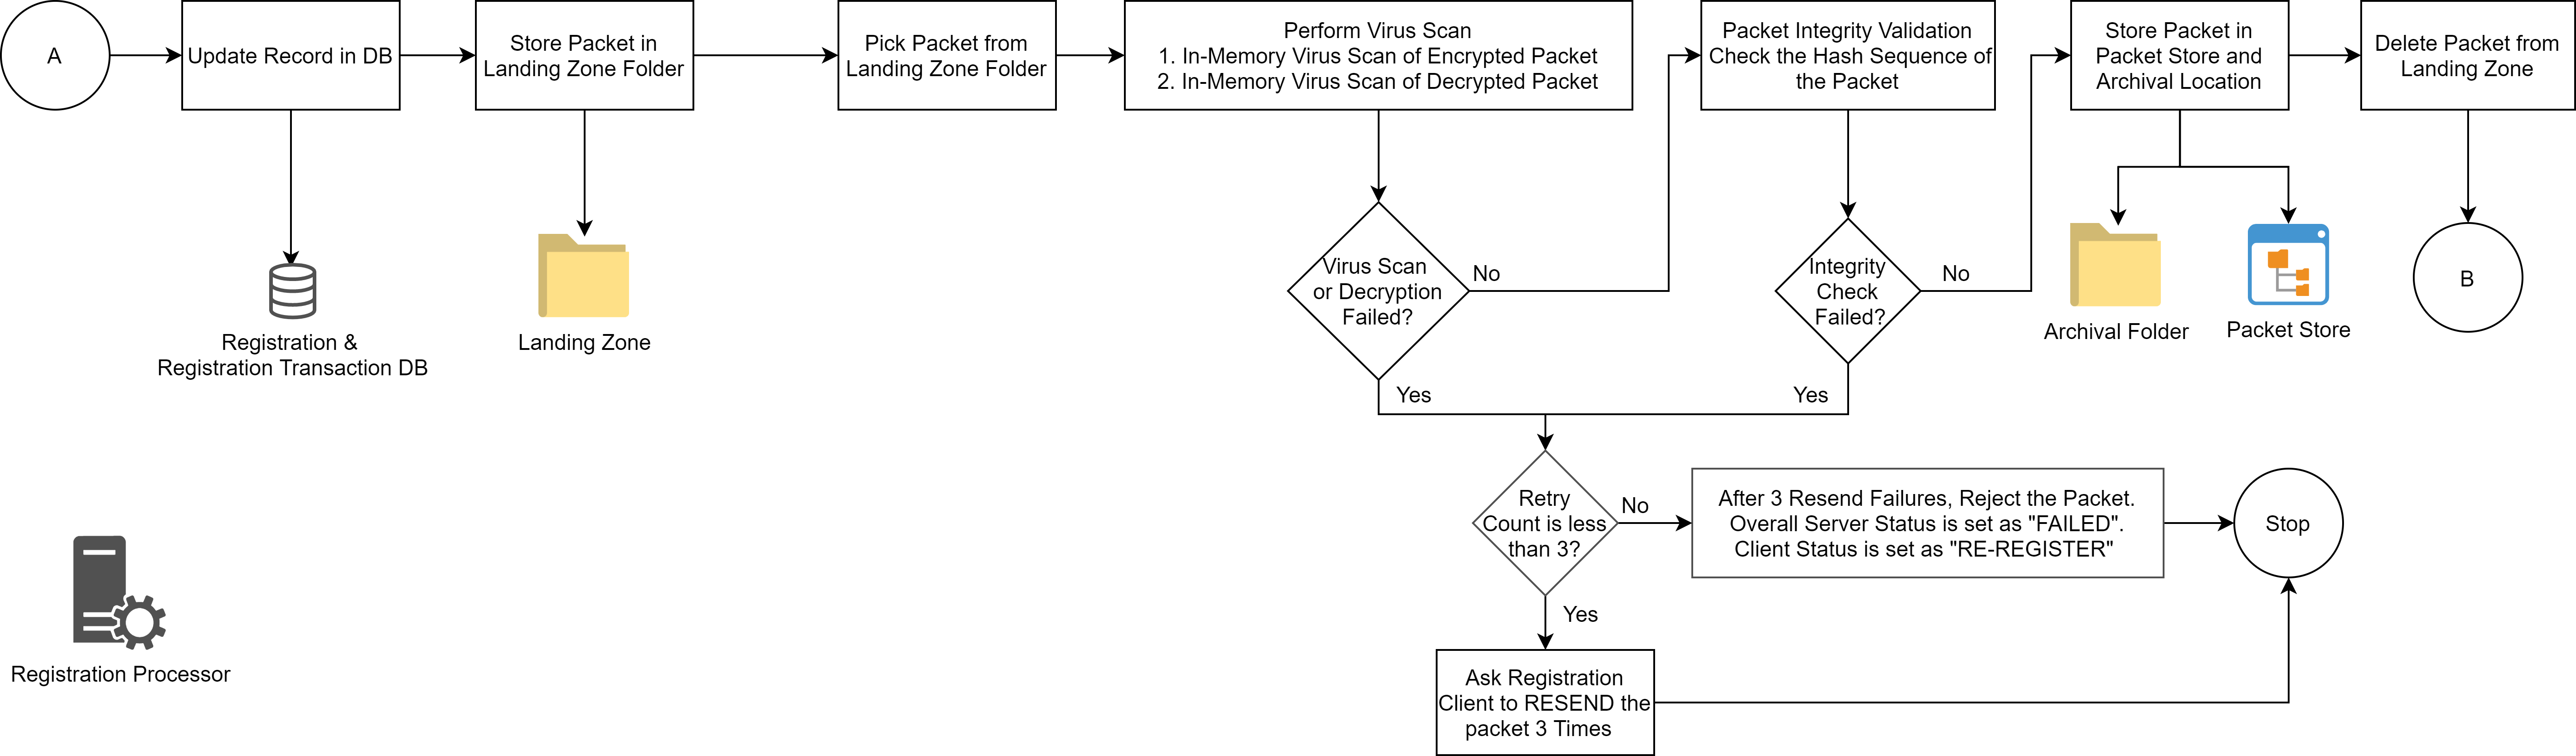 A
Update Record in DB
Store Packet in
Landing Zone Folder
Pick Packet from
Landing Zone Folder
Perform Virus Scan
1. In-Memory Virus Scan of Encrypted Packet
2. In-Memory Virus Scan of Decrypted Packet
Packet Integrity Validation
Check the Hash Sequence of
the Packet
Store Packet in
Packet Store and
Archival Location
Delete Packet from
Landing Zone
Registration &
Registration Transaction DB
Landing Zone
Virus Scan
or Decryption
Failed?
No
Yes
Integrity
Check
Failed?
No
Yes
Archival Folder
Packet Store
B
Retry
Count is less
than 3?
No
After 3 Resend Failures, Reject the Packet.
Overall Server Status is set as "FAILED".
Client Status is set as "RE-REGISTER"
Stop
Yes
Ask Registration
Client to RESEND the
packet 3 Times
Registration Processor